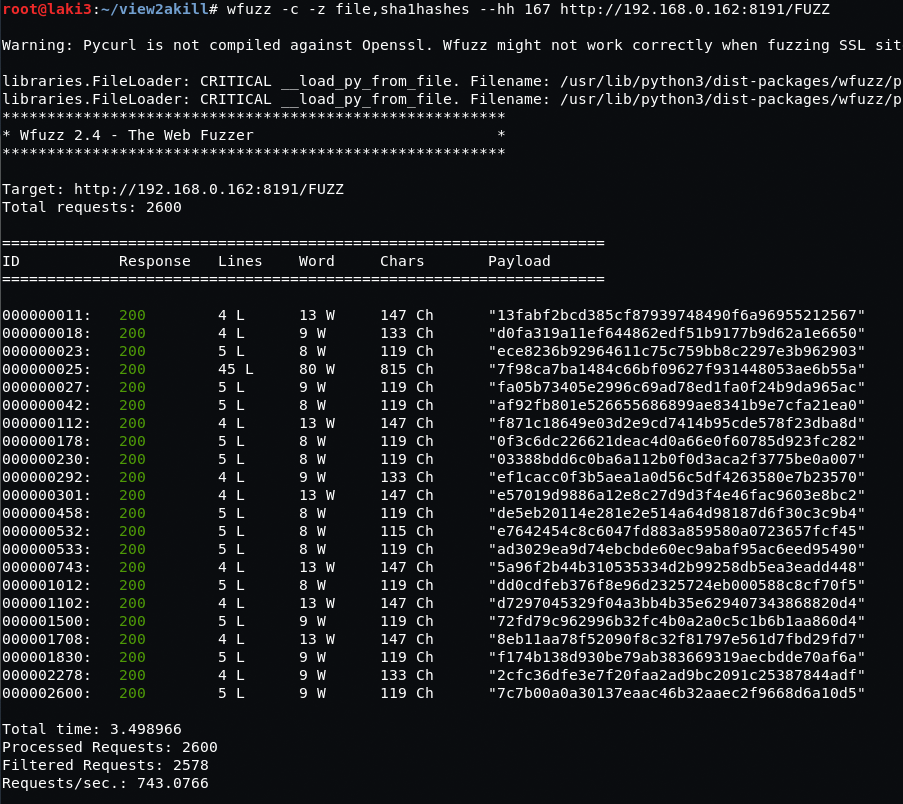 root@laki3:~/view2akill# wfuzz -c -z file,sha1hashes --hh 167 http://192.168.0.162:8191/FUZZ
Warning: Pycurl is not compiled against Openssl. Wfuzz might not work correctly when fuzzing SSL sit
libraries.FileLoader: CRITICAL __load_py_from_file. Filename: /usr/lib/python3/dist-packages/wfuzz/p
libraries.FileLoader: CRITICAL __load_py_from_file. Filename: /usr/lib/python3/dist-packages/wfuzz/p
********************************************************
* Wfuzz 2.4 - The Web Fuzzer                           *
********************************************************
Target: http://192.168.0.162:8191/FUZZ
Total requests: 2600
===================================================================
ID           Response   Lines    Word     Chars       Payload
===================================================================
000000011:   200        4 L      13 W     147 Ch      "13fabf2bcd385cf87939748490f6a96955212567"
000000018:   200        4 L      9 W      133 Ch      "d0fa319a11ef644862edf51b9177b9d62a1e6650"
000000023:   200        5 L      8 W      119 Ch      "ece8236b92964611c75c759bb8c2297e3b962903"
000000025:   200        45 L     80 W     815 Ch      "7f98ca7ba1484c66bf09627f931448053ae6b55a"
000000027:   200        5 L      9 W      119 Ch      "fa05b73405e2996c69ad78ed1fa0f24b9da965ac"
000000042:   200        5 L      8 W      119 Ch      "af92fb801e526655686899ae8341b9e7cfa21ea0"
000000112:   200        4 L      13 W     147 Ch      "f871c18649e03d2e9cd7414b95cde578f23dba8d"
000000178:   200        5 L      8 W      119 Ch      "0f3c6dc226621deac4d0a66e0f60785d923fc282"
000000230:   200        5 L      8 W      119 Ch      "03388bdd6c0ba6a112b0f0d3aca2f3775be0a007"
000000292:   200        4 L      9 W      133 Ch      "ef1cacc0f3b5aea1a0d56c5df4263580e7b23570"
000000301:   200        4 L      13 W     147 Ch      "e57019d9886a12e8c27d9d3f4e46fac9603e8bc2"
000000458:   200        5 L      8 W      119 Ch      "de5eb20114e281e2e514a64d98187d6f30c3c9b4"
000000532:   200        5 L      8 W      115 Ch      "e7642454c8c6047fd883a859580a0723657fcf45"
000000533:   200        5 L      8 W      119 Ch      "ad3029ea9d74ebcbde60ec9abaf95ac6eed95490"
000000743:   200        4 L      13 W     147 Ch      "5a96f2b44b310535334d2b99258db5ea3eadd448"
000001012:   200        5 L      8 W      119 Ch      "dd0cdfeb376f8e96d2325724eb000588c8cf70f5"
000001102:   200        4 L      13 W     147 Ch      "d7297045329f04a3bb4b35e629407343868820d4"
000001500:   200        5 L      9 W      119 Ch      "72fd79c962996b32fc4b0a2a0c5c1b6b1aa860d4"
000001708:   200        4 L      13 W     147 Ch      "8eb11aa78f52090f8c32f81797e561d7fbd29fd7"
000001830:   200        5 L      9 W      119 Ch      "f174b138d930be79ab383669319aecbdde70af6a"
000002278:   200        4 L      9 W      133 Ch      "2cfc36dfe3e7f20faa2ad9bc2091c25387844adf"
000002600:   200        5 L      9 W      119 Ch      "7c7b00a0a30137eaac46b32aaec2f9668d6a10d5"
Total time: 3.498966
Processed Requests: 2600
Filtered Requests: 2578
Requests/sec.: 743.0766